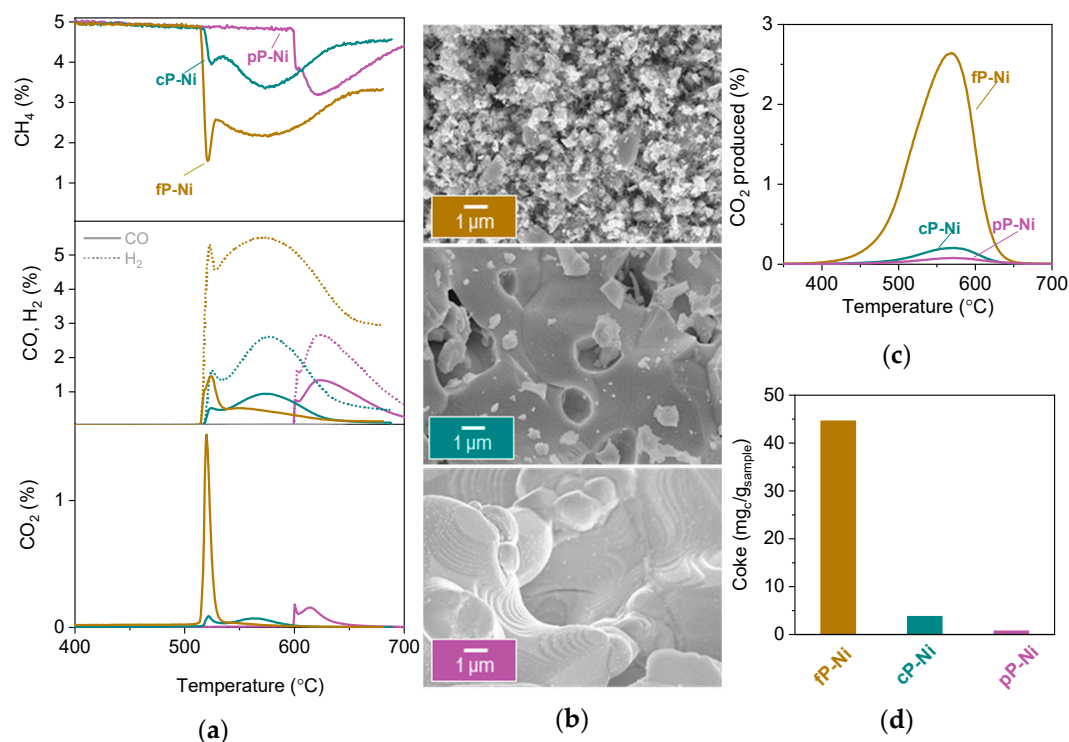 5
4
3
2
1
CH₄ (%)
cP-Ni
pP-Ni
fP-Ni
CO
H₂
5
4
3
2
1
CO, H₂ (%)
1
0
CO₂ (%)
400
500
600
700
Temperature (°C)
(a)
1 µm
1 µm
1 µm
(b)
3
2
1
0
CO₂ produced (%)
fP-Ni
cP-Ni
pP-Ni
400
500
600
700
Temperature (°C)
(c)
50
40
30
20
10
0
Coke (mg_c/g_sample)
fP-Ni
cP-Ni
pP-Ni
(d)